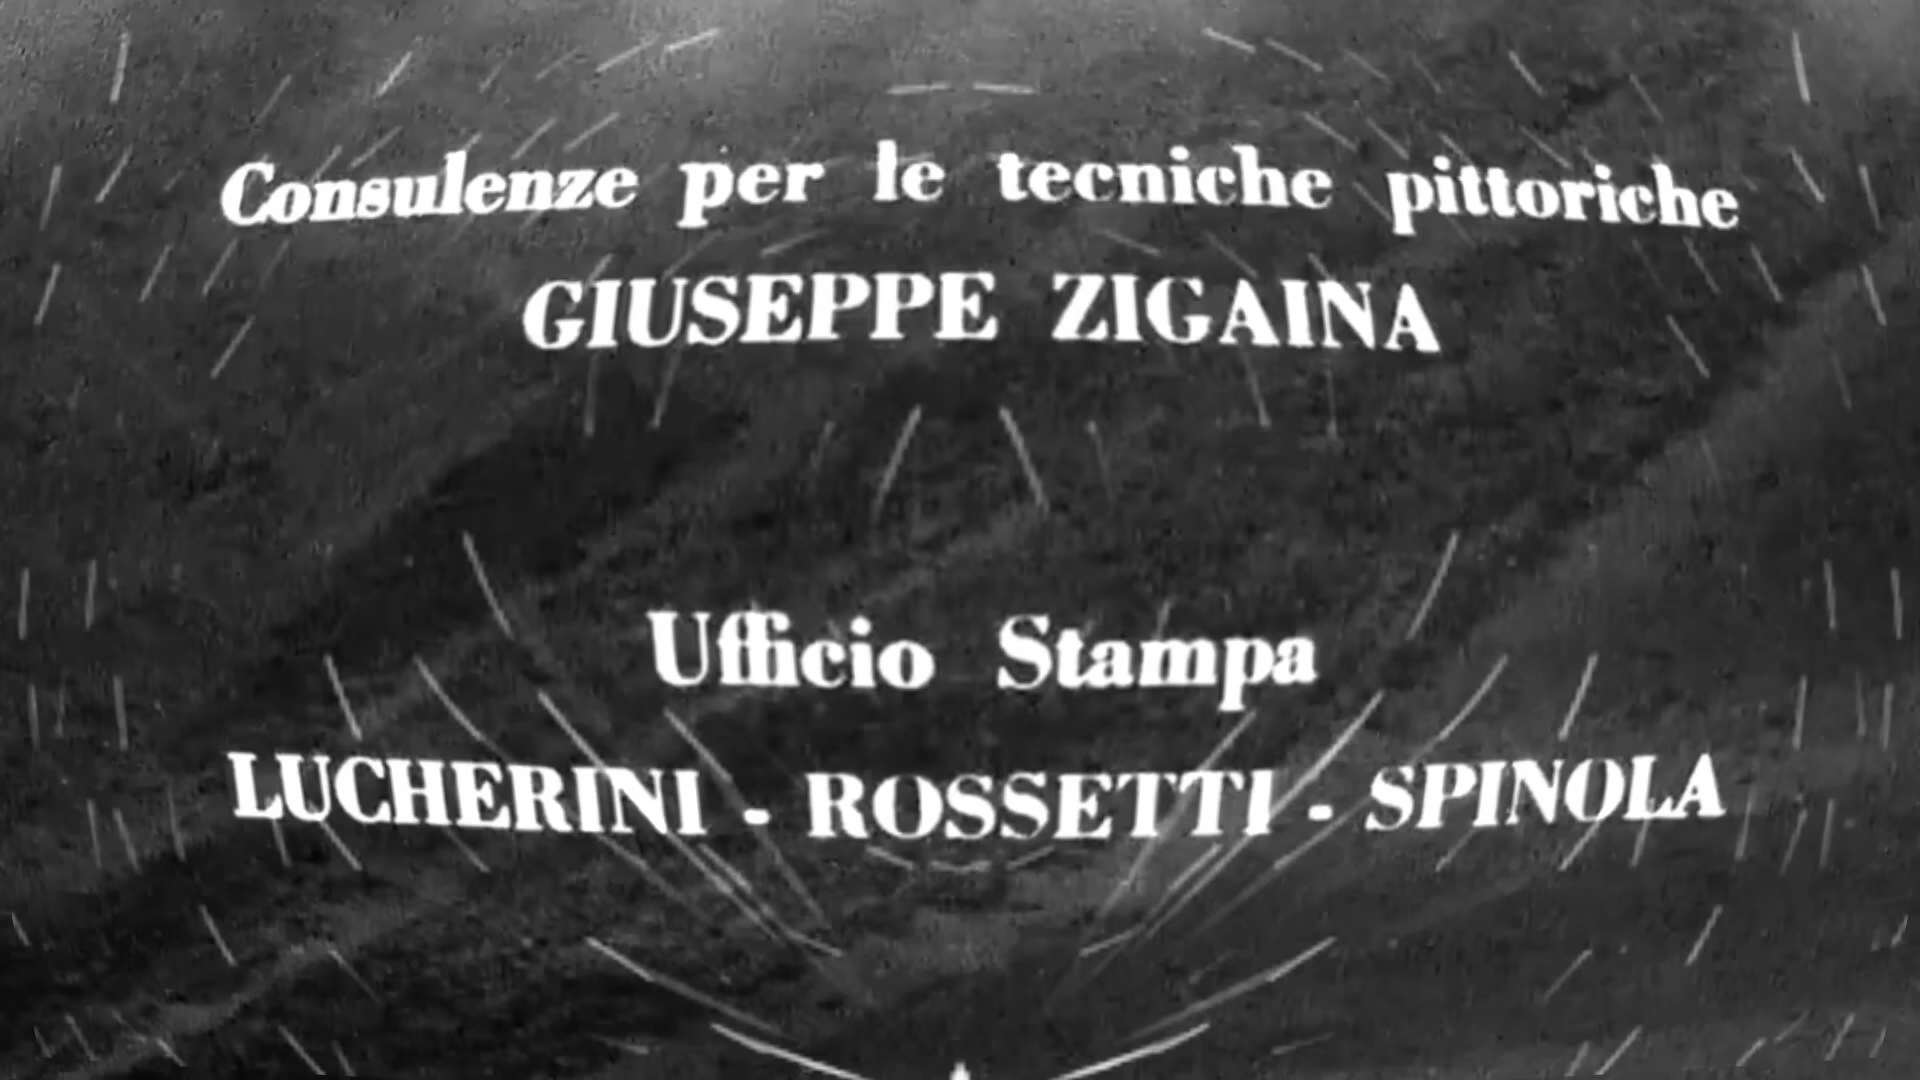 Consulenze per le tecniche pittoriche
GIUSEPPE ZIGAINA
Ufficio Stampa
LUCHERINI - ROSSETTI - SPINOLA